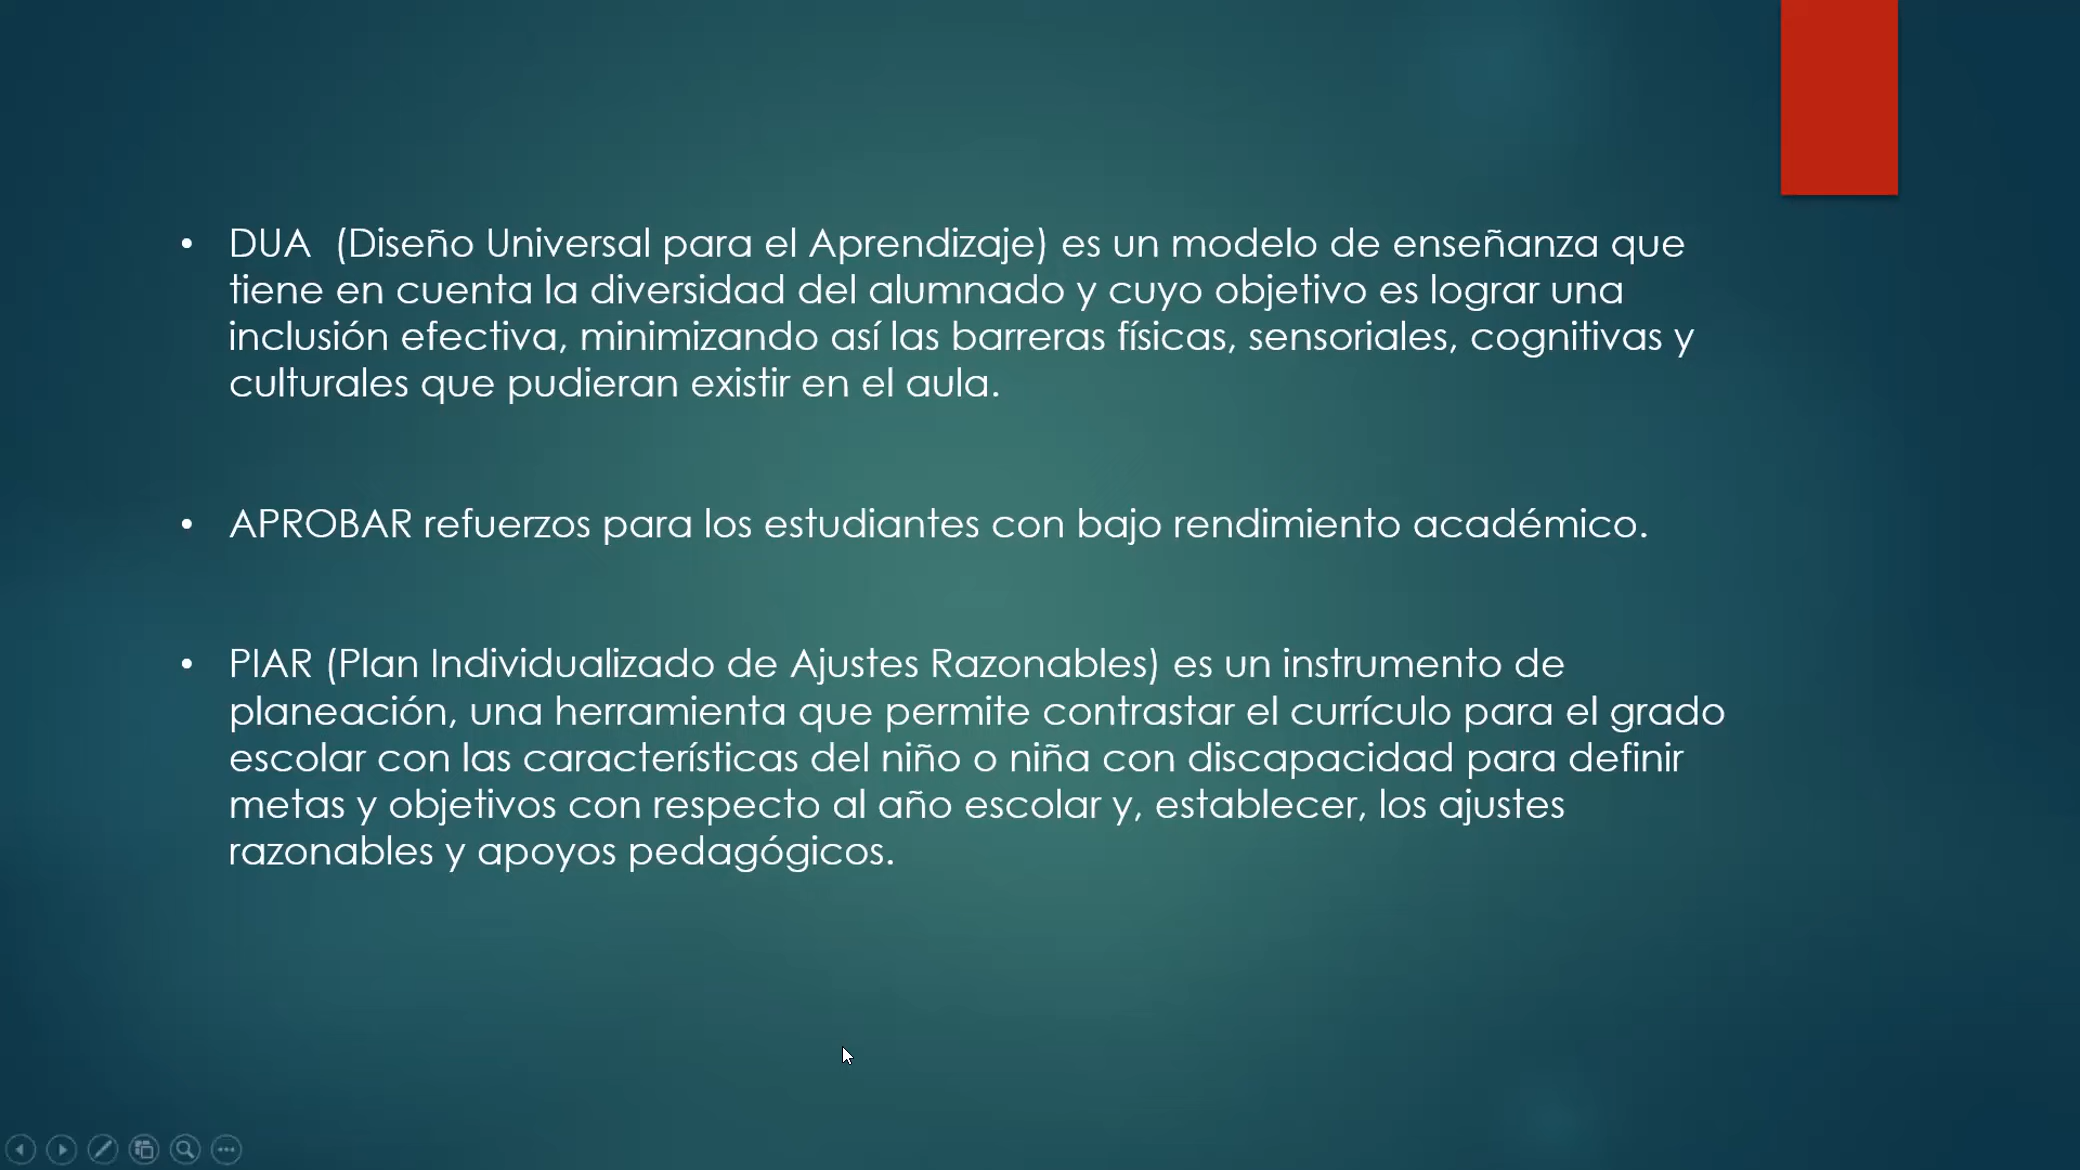 • DUA  (Diseño Universal para el Aprendizaje) es un modelo de enseñanza que
tiene en cuenta la diversidad del alumnado y cuyo objetivo es lograr una
inclusión efectiva, minimizando así las barreras físicas, sensoriales, cognitivas y
culturales que pudieran existir en el aula.
• APROBAR refuerzos para los estudiantes con bajo rendimiento académico.
• PIAR (Plan Individualizado de Ajustes Razonables) es un instrumento de
planeación, una herramienta que permite contrastar el currículo para el grado
escolar con las características del niño o niña con discapacidad para definir
metas y objetivos con respecto al año escolar y, establecer, los ajustes
razonables y apoyos pedagógicos.